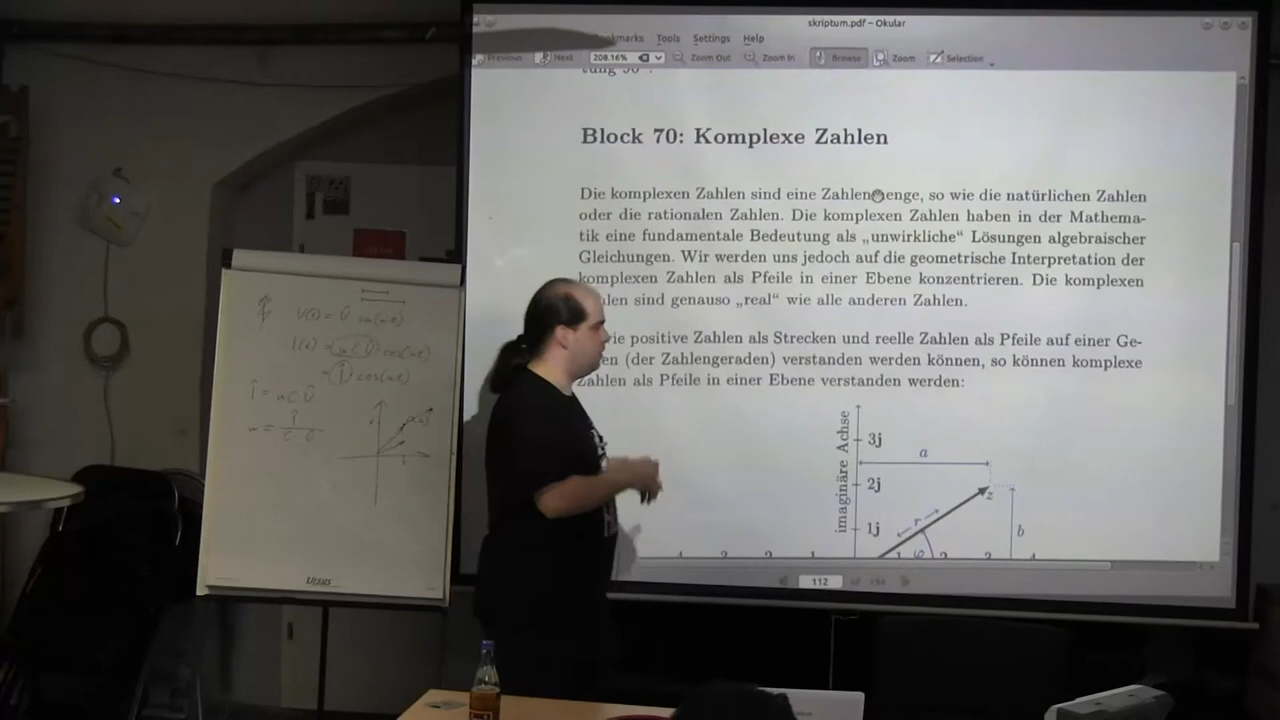 skriptum.pdf – Okular
Tools Settings Help
Previous Next 208.16% Zoom Out Zoom In Browse Zoom Selection
Block 70: Komplexe Zahlen
Die komplexen Zahlen sind eine Zahlenmenge, so wie die natürlichen Zahlen
oder die rationalen Zahlen. Die komplexen Zahlen haben in der Mathema-
tik eine fundamentale Bedeutung als „unwirkliche“ Lösungen algebraischer
Gleichungen. Wir werden uns jedoch auf die geometrische Interpretation der
komplexen Zahlen als Pfeile in einer Ebene konzentrieren. Die komplexen
sind genauso „real“ wie alle anderen Zahlen.
positive Zahlen als Strecken und reelle Zahlen als Pfeile auf einer Ge-
(der Zahlengeraden) verstanden werden können, so können komplexe
Zahlen als Pfeile in einer Ebene verstanden werden:
imaginäre Achse
3j
a
2j
z
r
b
1j
φ
112 of
Ursus